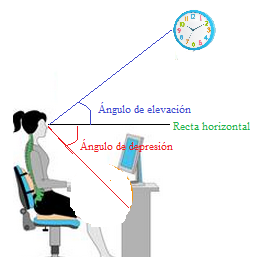 Ángulo de elevación
Recta horizontal
Ángulo de depresión